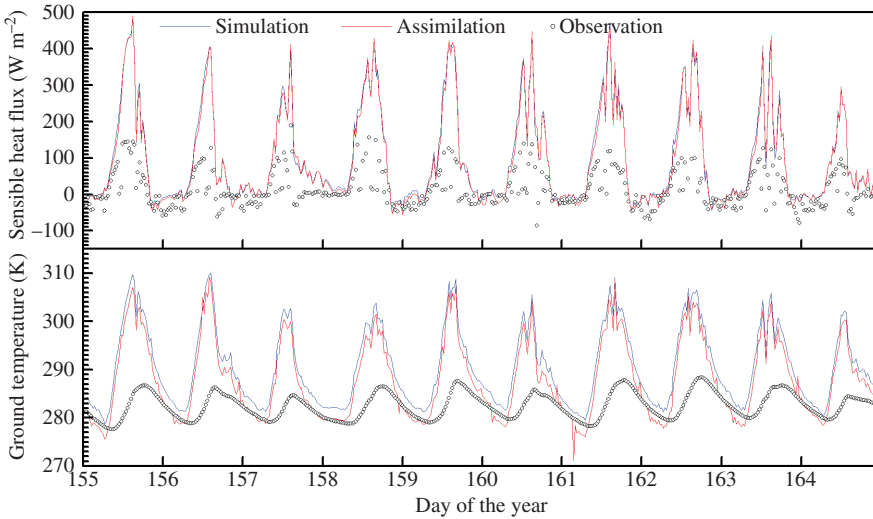 Simulation Assimilation Observation
Sensible heat flux (W m−2)
500
400
300
200
100
0
−100
Ground temperature (K)
310
300
290
280
270
155 156 157 158 159 160 161 162 163 164
Day of the year